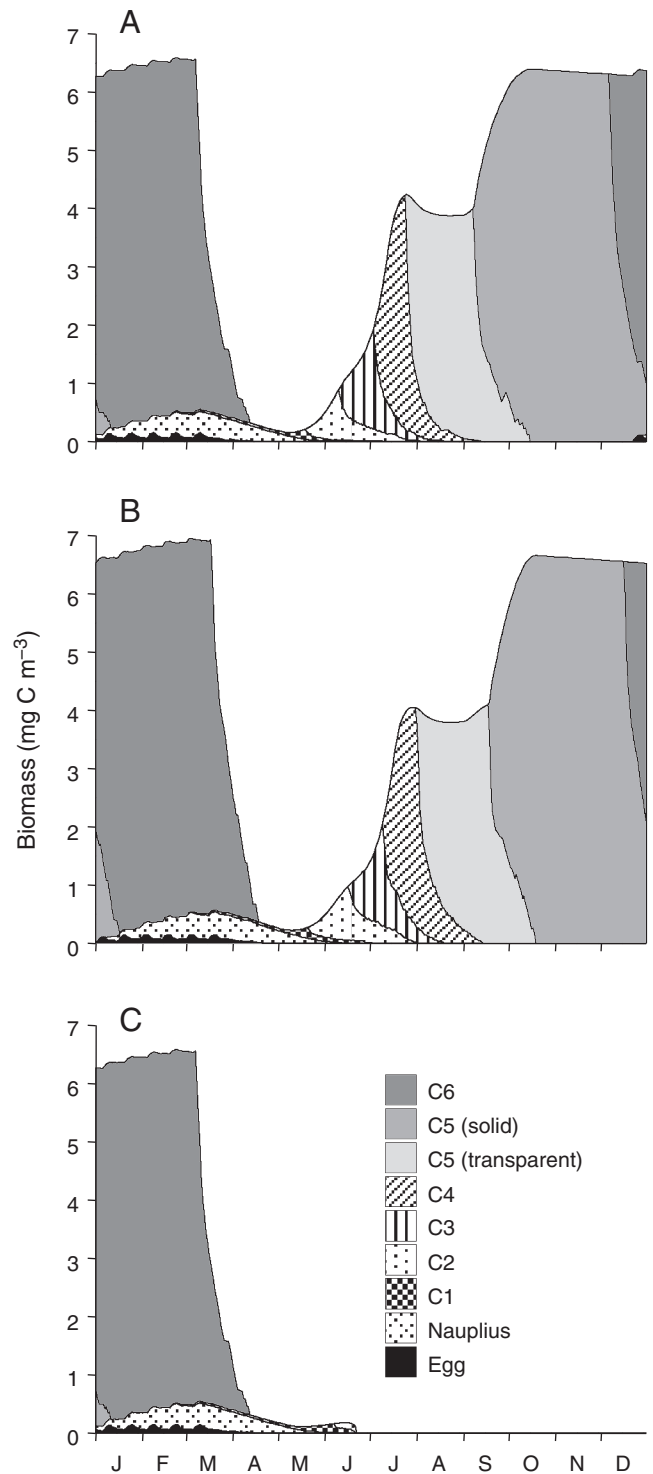 A
7
6
5
4
3
2
1
0
B
7
6
5
4
3
2
1
0
Biomass (mg C m⁻³)
C
7
6
5
4
3
2
1
0
C6
C5 (solid)
C5 (transparent)
C4
C3
C2
C1
Nauplius
Egg
J F M A M J J A S O N D